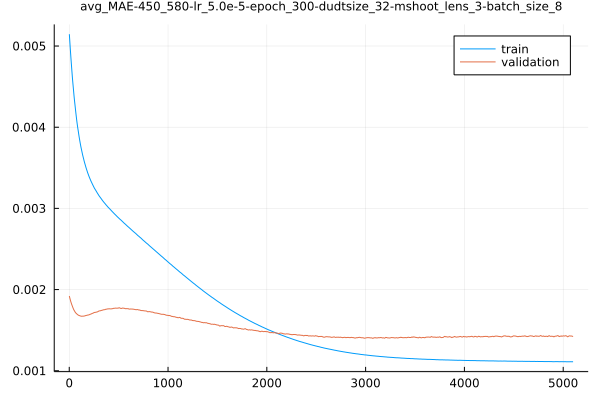 avg_MAE-450_580-lr_5.0e-5-epoch_300-dudtsize_32-mshoot_lens_3-batch_size_8
train
validation
0.005
0.004
0.003
0.002
0.001
0 1000 2000 3000 4000 5000